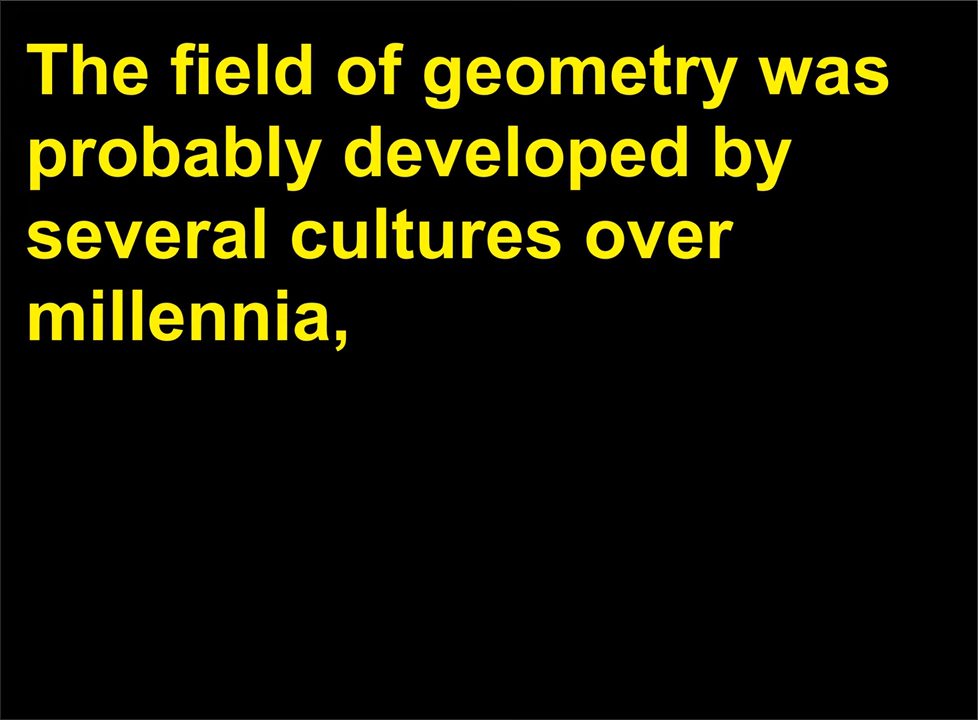 The field of geometry was
probably developed by
several cultures over
millennia,